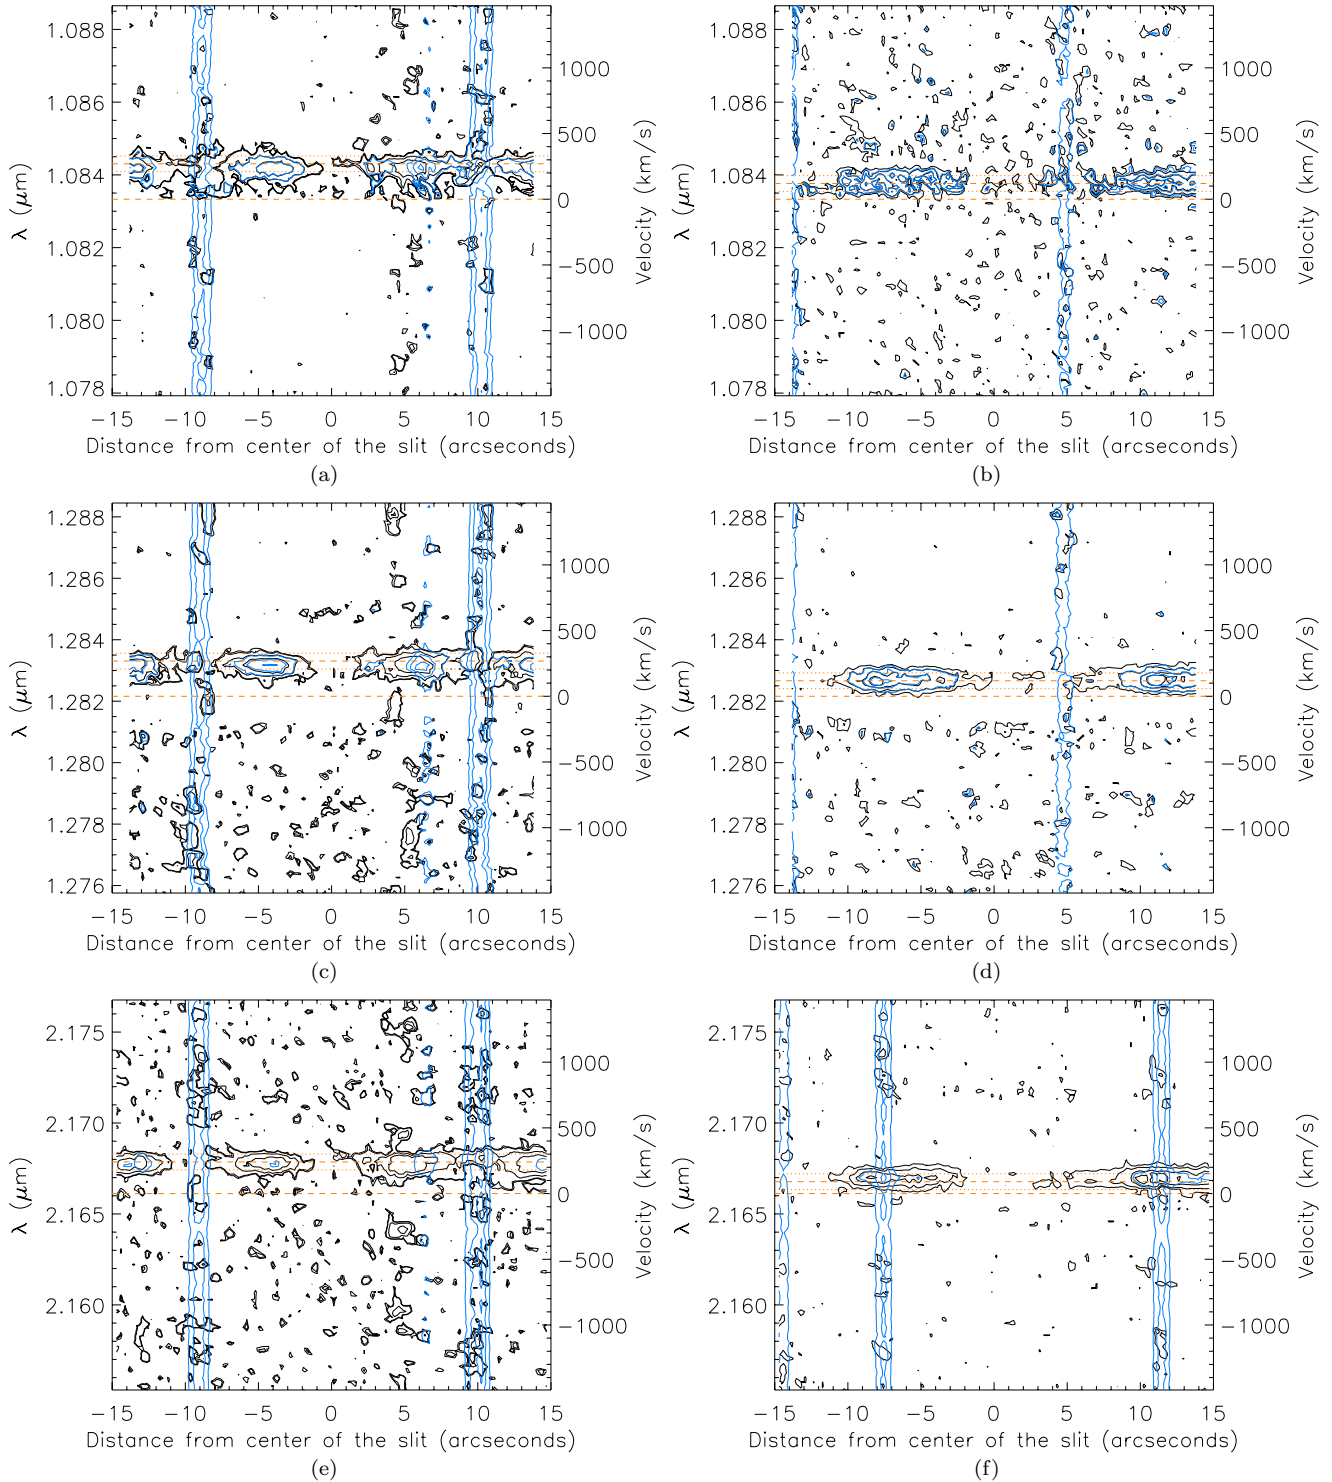 1.088
1.086
1.084
1.082
1.080
1.078
λ (μm)
1000
500
0
−500
−1000
Velocity (km/s)
−15 −10 −5 0 5 10 15
Distance from center of the slit (arcseconds)
(a)
1.088
1.086
1.084
1.082
1.080
1.078
λ (μm)
1000
500
0
−500
−1000
Velocity (km/s)
−15 −10 −5 0 5 10 15
Distance from center of the slit (arcseconds)
(b)
1.288
1.286
1.284
1.282
1.280
1.278
1.276
λ (μm)
1000
500
0
−500
−1000
Velocity (km/s)
−15 −10 −5 0 5 10 15
Distance from center of the slit (arcseconds)
(c)
1.288
1.286
1.284
1.282
1.280
1.278
1.276
λ (μm)
1000
500
0
−500
−1000
Velocity (km/s)
−15 −10 −5 0 5 10 15
Distance from center of the slit (arcseconds)
(d)
2.175
2.170
2.165
2.160
λ (μm)
1000
500
0
−500
−1000
Velocity (km/s)
−15 −10 −5 0 5 10 15
Distance from center of the slit (arcseconds)
(e)
2.175
2.170
2.165
2.160
λ (μm)
1000
500
0
−500
−1000
Velocity (km/s)
−15 −10 −5 0 5 10 15
Distance from center of the slit (arcseconds)
(f)